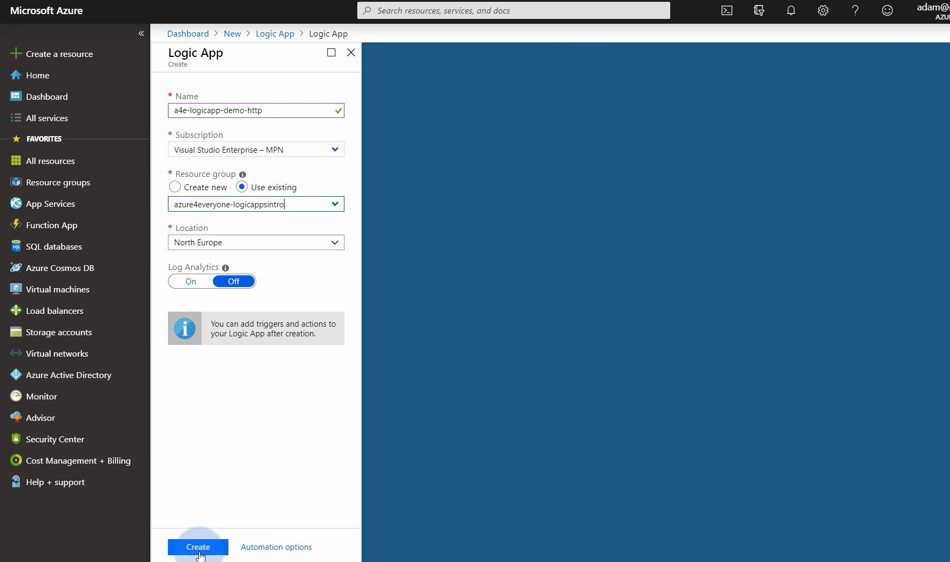 Microsoft Azure
Search resources, services, and docs
adam@
AZU
«
Create a resource
Home
Dashboard
All services
FAVORITES
All resources
Resource groups
App Services
Function App
SQL databases
Azure Cosmos DB
Virtual machines
Load balancers
Storage accounts
Virtual networks
Azure Active Directory
Monitor
Advisor
Security Center
Cost Management + Billing
Help + support
Dashboard > New > Logic App > Logic App
Logic App
Create
* Name
a4e-logicapp-demo-http
* Subscription
Visual Studio Enterprise – MPN
* Resource group
Create new Use existing
azure4everyone-logicappsintro
* Location
North Europe
Log Analytics
On Off
You can add triggers and actions to
your Logic App after creation.
Create Automation options